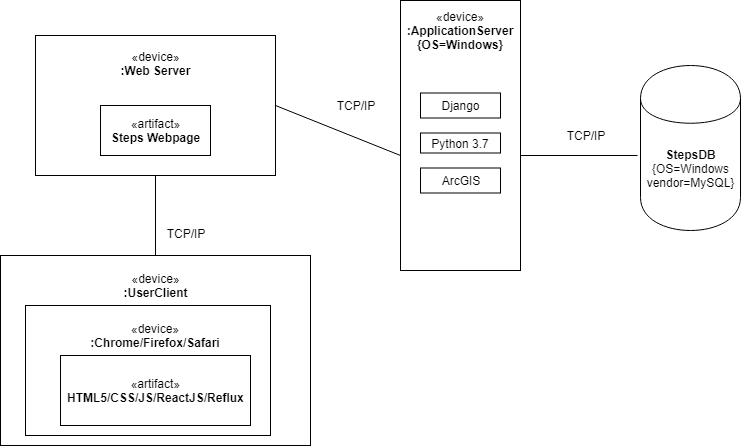 «device»
:Web Server
«artifact»
Steps Webpage
TCP/IP
«device»
:ApplicationServer
{OS=Windows}
Django
Python 3.7
ArcGIS
TCP/IP
StepsDB
{OS=Windows
vendor=MySQL}
TCP/IP
«device»
:UserClient
«device»
:Chrome/Firefox/Safari
«artifact»
HTML5/CSS/JS/ReactJS/Reflux